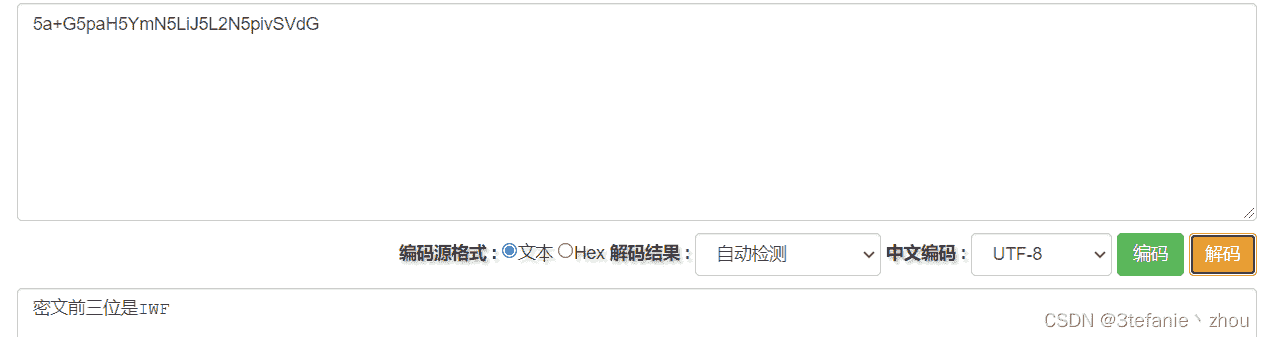 5a+G5paH5YmN5LiJ5L2N5pivSVdG
编码源格式：文本 Hex 解码结果： 自动检测 中文编码： UTF-8 编码 解码
密文前三位是IWF
CSDN @3tefanie丶zhou